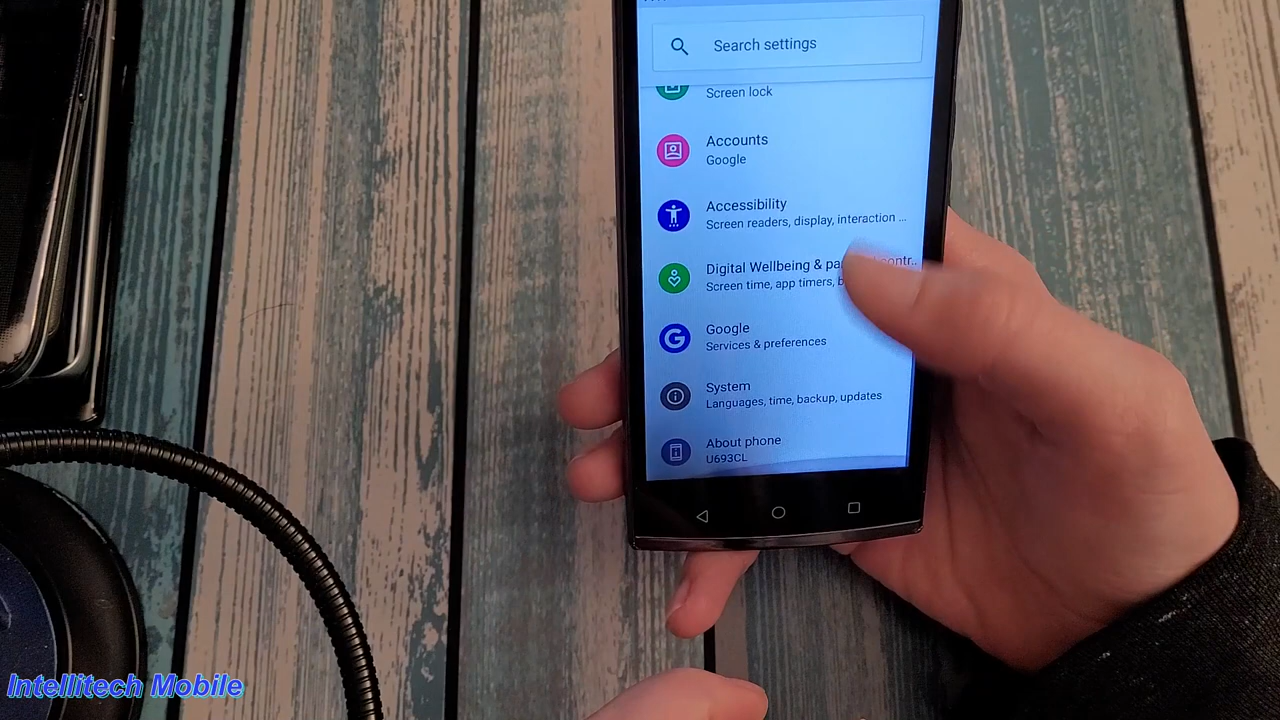 Search settings
Screen lock
Accounts
Google
Accessibility
Screen readers, display, interaction ...
Digital Wellbeing &
Screen time, app timers,
Google
Services & preferences
System
Languages, time, backup, updates
About phone
U693CL
Intellitech Mobile